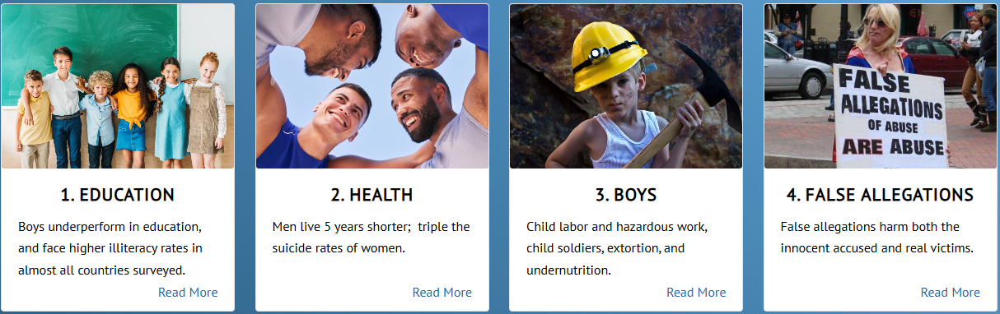 FALSE
ALLEGATIONS
OF ABUSE
ARE ABUSE
1. EDUCATION
Boys underperform in education,
and face higher illiteracy rates in
almost all countries surveyed.
Read More
2. HEALTH
Men live 5 years shorter;  triple the
suicide rates of women.
Read More
3. BOYS
Child labor and hazardous work,
child soldiers, extortion, and
undernutrition.
Read More
4. FALSE ALLEGATIONS
False allegations harm both the
innocent accused and real victims.
Read More